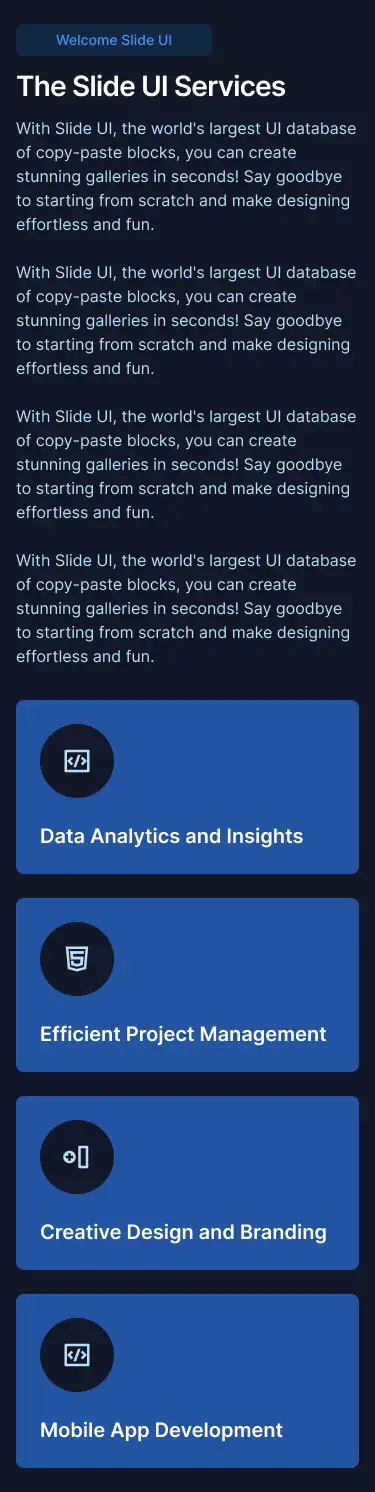 Welcome Slide UI
The Slide UI Services
With Slide UI, the world's largest UI database
of copy-paste blocks, you can create
stunning galleries in seconds! Say goodbye
to starting from scratch and make designing
effortless and fun.
With Slide UI, the world's largest UI database
of copy-paste blocks, you can create
stunning galleries in seconds! Say goodbye
to starting from scratch and make designing
effortless and fun.
With Slide UI, the world's largest UI database
of copy-paste blocks, you can create
stunning galleries in seconds! Say goodbye
to starting from scratch and make designing
effortless and fun.
With Slide UI, the world's largest UI database
of copy-paste blocks, you can create
stunning galleries in seconds! Say goodbye
to starting from scratch and make designing
effortless and fun.
Data Analytics and Insights
Efficient Project Management
Creative Design and Branding
Mobile App Development